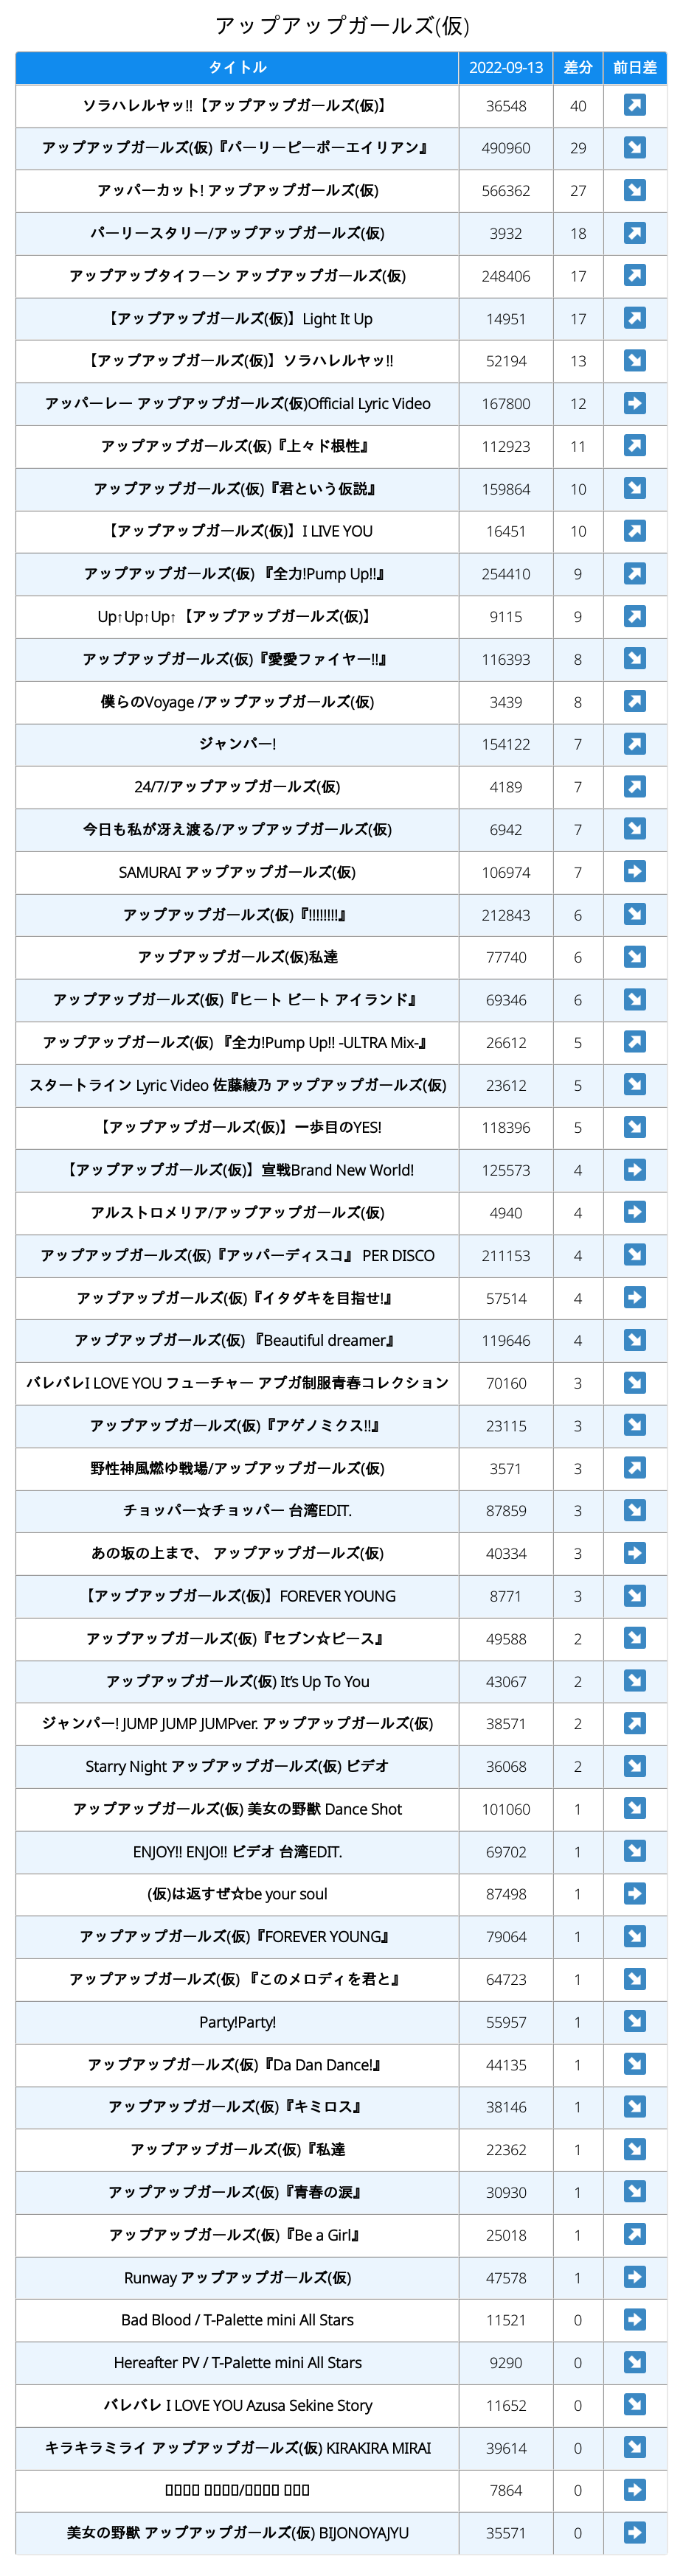 アップアップガールズ(仮)
タイトル 2022-09-13 差分 前日差
ソラハレルヤッ!!【アップアップガールズ(仮)】 36548 40
アップアップガールズ(仮)『パーリーピーポーエイリアン』 490960 29
アッパーカット! アップアップガールズ(仮) 566362 27
パーリースタリー/アップアップガールズ(仮) 3932 18
アップアップタイフーン アップアップガールズ(仮) 248406 17
【アップアップガールズ(仮)】Light It Up 14951 17
【アップアップガールズ(仮)】ソラハレルヤッ!! 52194 13
アッパーレー アップアップガールズ(仮)Official Lyric Video 167800 12
アップアップガールズ(仮)『上々ド根性』 112923 11
アップアップガールズ(仮)『君という仮説』 159864 10
【アップアップガールズ(仮)】I LIVE YOU 16451 10
アップアップガールズ(仮) 『全力!Pump Up!!』 254410 9
Up↑Up↑Up↑【アップアップガールズ(仮)】 9115 9
アップアップガールズ(仮)『愛愛ファイヤー!!』 116393 8
僕らのVoyage /アップアップガールズ(仮) 3439 8
ジャンパー! 154122 7
24/7/アップアップガールズ(仮) 4189 7
今日も私が冴え渡る/アップアップガールズ(仮) 6942 7
SAMURAI アップアップガールズ(仮) 106974 7
アップアップガールズ(仮)『!!!!!!!!』 212843 6
アップアップガールズ(仮)私達 77740 6
アップアップガールズ(仮)『ヒート ビート アイランド』 69346 6
アップアップガールズ(仮) 『全力!Pump Up!! -ULTRA Mix-』 26612 5
スタートライン Lyric Video 佐藤綾乃 アップアップガールズ(仮) 23612 5
【アップアップガールズ(仮)】一歩目のYES! 118396 5
【アップアップガールズ(仮)】宣戦Brand New World! 125573 4
アルストロメリア/アップアップガールズ(仮) 4940 4
アップアップガールズ(仮)『アッパーディスコ』 PER DISCO 211153 4
アップアップガールズ(仮)『イタダキを目指せ!』 57514 4
アップアップガールズ(仮) 『Beautiful dreamer』 119646 4
バレバレI LOVE YOU フューチャー アプガ制服青春コレクション 70160 3
アップアップガールズ(仮)『アゲノミクス!!』 23115 3
野性神風燃ゆ戦場/アップアップガールズ(仮) 3571 3
チョッパー☆チョッパー 台湾EDIT. 87859 3
あの坂の上まで、 アップアップガールズ(仮) 40334 3
【アップアップガールズ(仮)】FOREVER YOUNG 8771 3
アップアップガールズ(仮)『セブン☆ピース』 49588 2
アップアップガールズ(仮) It's Up To You 43067 2
ジャンパー! JUMP JUMP JUMPver. アップアップガールズ(仮) 38571 2
Starry Night アップアップガールズ(仮) ビデオ 36068 2
アップアップガールズ(仮) 美女の野獣 Dance Shot 101060 1
ENJOY!! ENJO!! ビデオ 台湾EDIT. 69702 1
(仮)は返すぜ☆be your soul 87498 1
アップアップガールズ(仮)『FOREVER YOUNG』 79064 1
アップアップガールズ(仮) 『このメロディを君と』 64723 1
Party!Party! 55957 1
アップアップガールズ(仮)『Da Dan Dance!』 44135 1
アップアップガールズ(仮)『キミロス』 38146 1
アップアップガールズ(仮)『私達 22362 1
アップアップガールズ(仮)『青春の涙』 30930 1
アップアップガールズ(仮)『Be a Girl』 25018 1
Runway アップアップガールズ(仮) 47578 1
Bad Blood / T-Palette mini All Stars 11521 0
Hereafter PV / T-Palette mini All Stars 9290 0
バレバレ I LOVE YOU Azusa Sekine Story 11652 0
キラキラミライ アップアップガールズ(仮) KIRAKIRA MIRAI 39614 0
7864 0
美女の野獣 アップアップガールズ(仮) BIJONOYAJYU 35571 0